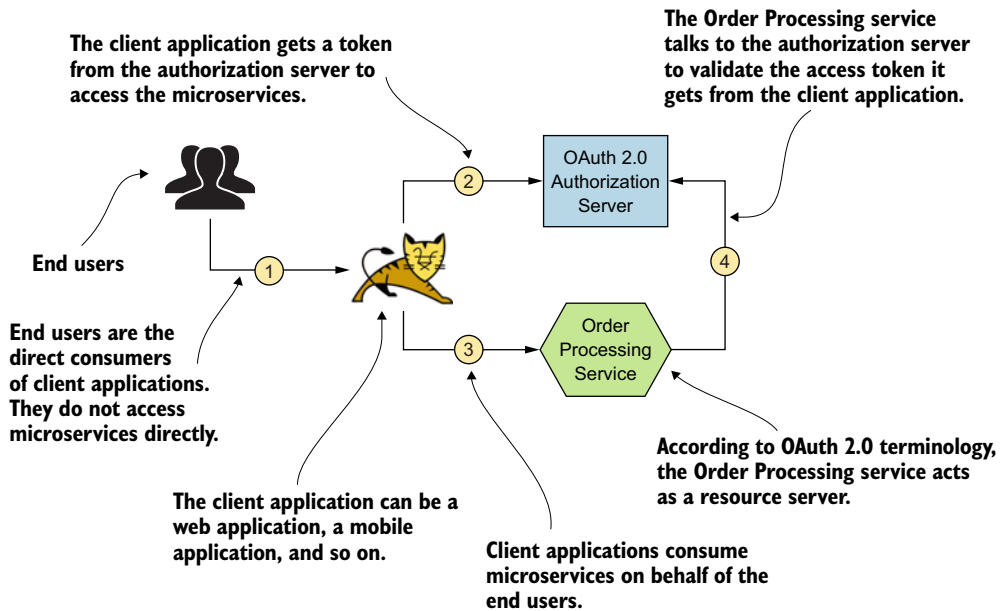 The client application gets a token
from the authorization server to
access the microservices.
The Order Processing service
talks to the authorization server
to validate the access token it
gets from the client application.
OAuth 2.0
Authorization
Server
2
End users
1
4
End users are the
direct consumers
of client applications.
They do not access
microservices directly.
3
Order
Processing
Service
According to OAuth 2.0 terminology,
the Order Processing service acts
as a resource server.
The client application can be a
web application, a mobile
application, and so on.
Client applications consume
microservices on behalf of the
end users.